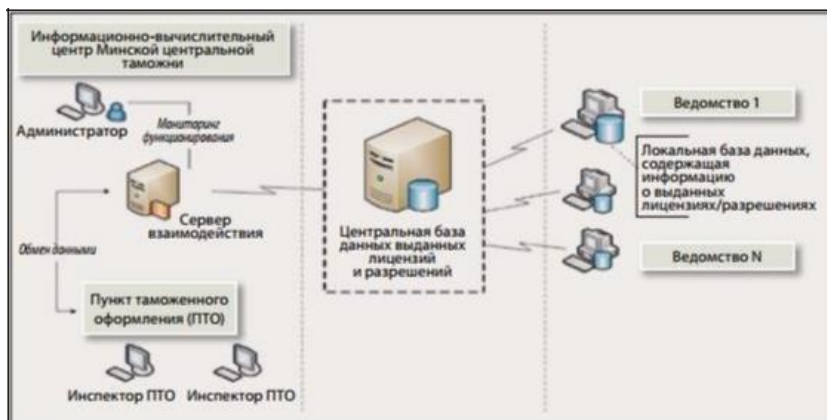 Информационно-вычислительный
центр Минской центральной
таможни
Администратор
Мониторинг
функционирования
Сервер
взаимодействия
Обмен данными
Пункт таможенного
оформления (ПТО)
Инспектор ПТО
Инспектор ПТО
Центральная база
данных выданных
лицензий
и разрешений
Ведомство 1
Локальная база данных,
содержащая
информацию
о выданных
лицензиях/разрешениях
Ведомство N